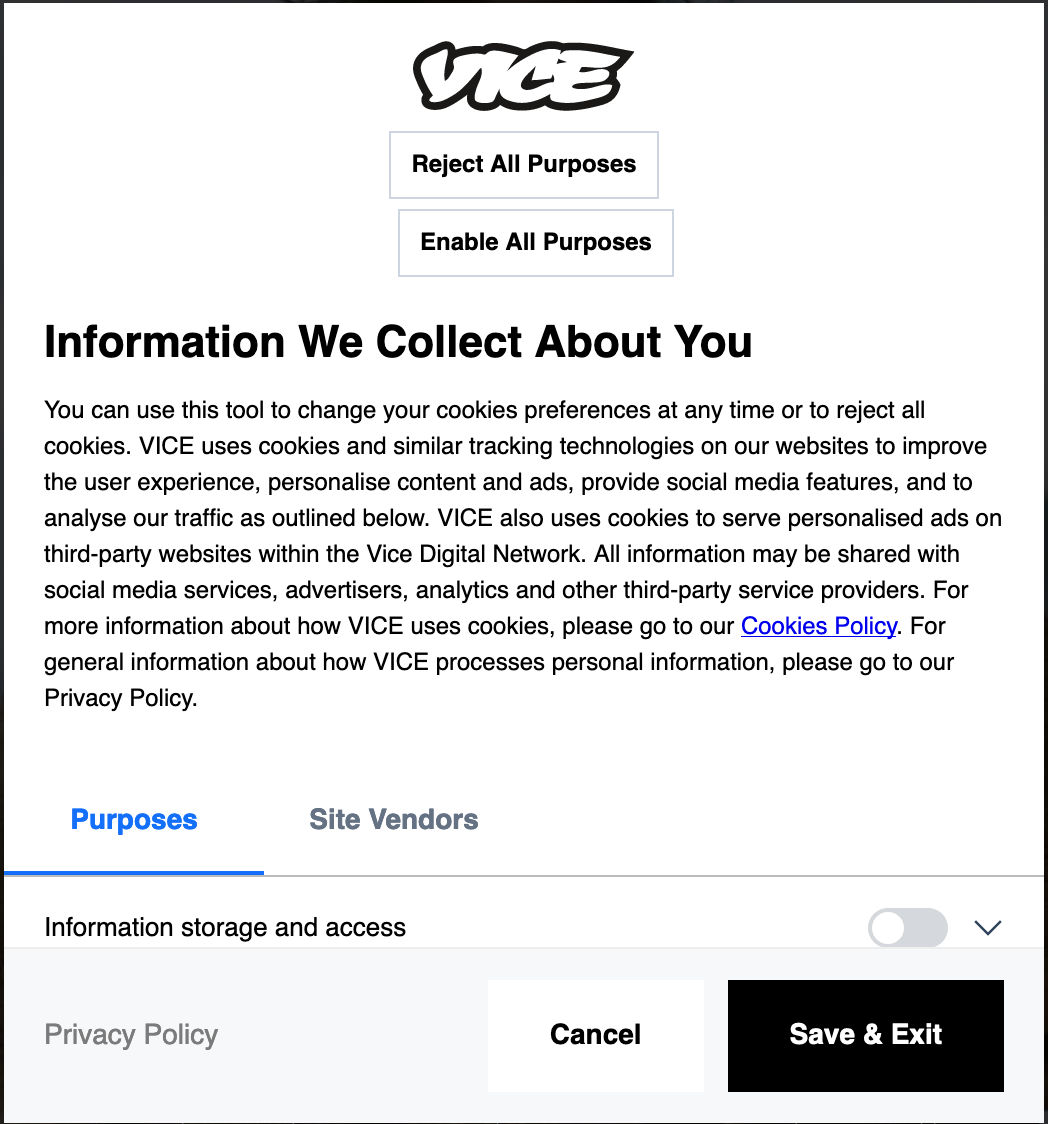 VICE
Reject All Purposes
Enable All Purposes
Information We Collect About You
You can use this tool to change your cookies preferences at any time or to reject all
cookies. VICE uses cookies and similar tracking technologies on our websites to improve
the user experience, personalise content and ads, provide social media features, and to
analyse our traffic as outlined below. VICE also uses cookies to serve personalised ads on
third-party websites within the Vice Digital Network. All information may be shared with
social media services, advertisers, analytics and other third-party service providers. For
more information about how VICE uses cookies, please go to our Cookies Policy. For
general information about how VICE processes personal information, please go to our
Privacy Policy.
Purposes Site Vendors
Information storage and access
Privacy Policy Cancel Save & Exit